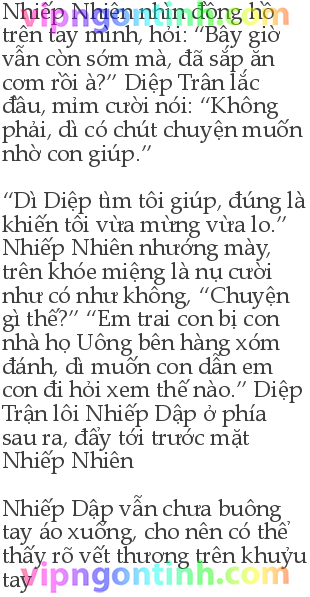 vipngontinh.com
Nhiếp Nhiên nhìn đồng hồ
trên tay mình, hỏi: “Bây giờ
vẫn còn sớm mà, đã sắp ăn
cơm rồi à?” Diệp Trân lắc
đầu, mỉm cười nói: “Không
phải, dì có chút chuyện muốn
nhờ con giúp.”
“Dì Diệp tìm tôi giúp, đúng là
khiến tôi vừa mừng vừa lo.”
Nhiếp Nhiên nhướng mày,
trên khóe miệng là nụ cười
như có như không, “Chuyện
gì thế?” “Em trai con bị con
nhà họ Uông bên hàng xóm
đánh, dì muốn con dẫn em
con đi hỏi xem thế nào.” Diệp
Trận lôi Nhiếp Dập ở phía
sau ra, đẩy tới trước mặt
Nhiếp Nhiên
vipngontinh.com
Nhiếp Dập vẫn chưa buông
tay áo xuống, cho nên có thể
thấy rõ vết thương trên khuỷu
tay
vipngontinh.com